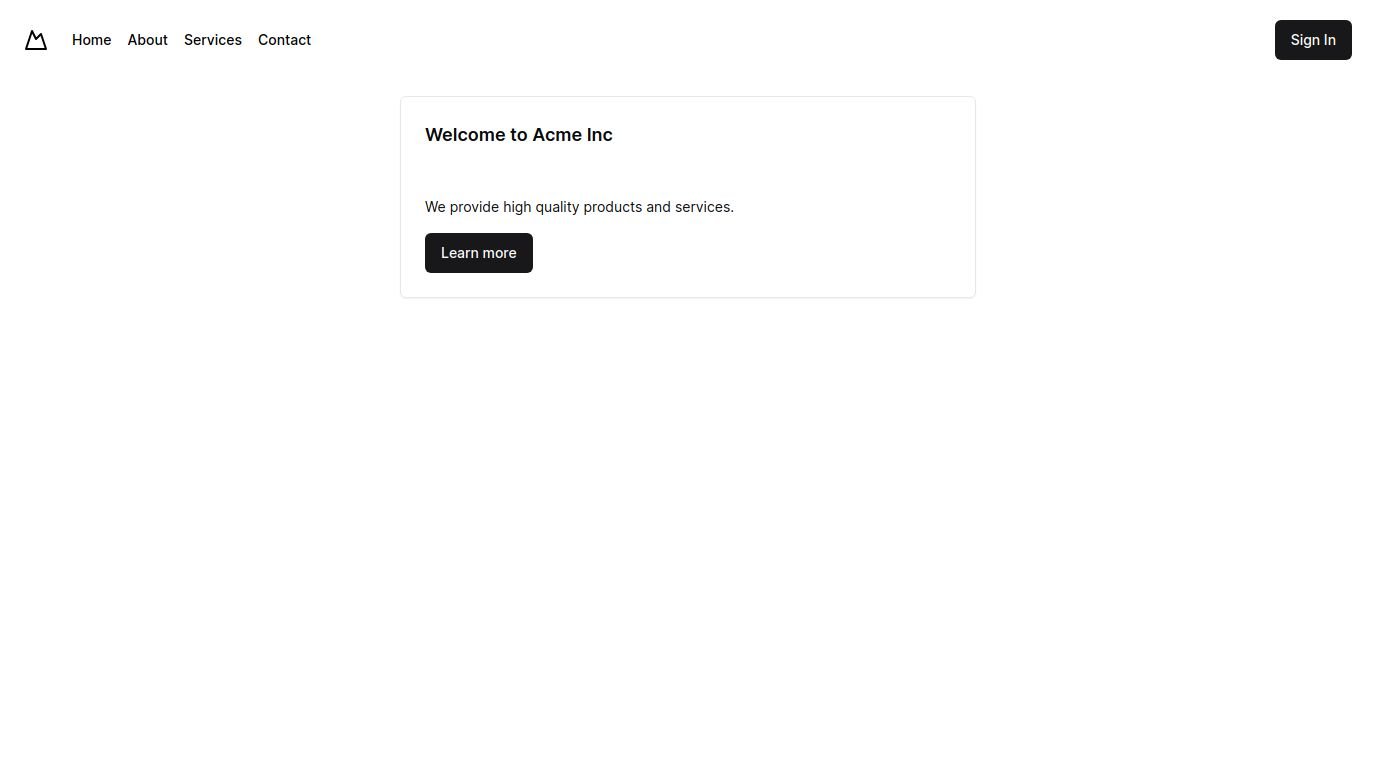 Home About Services Contact Sign In
Welcome to Acme Inc
We provide high quality products and services.
Learn more